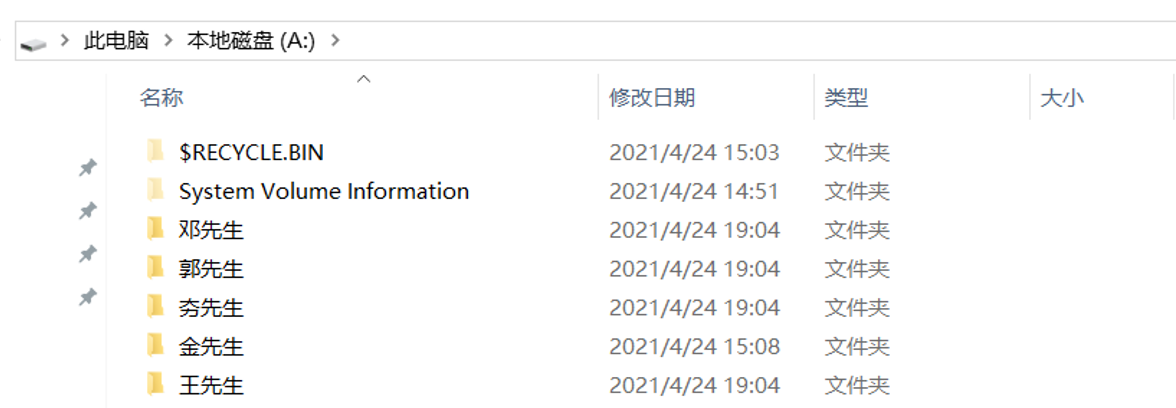 此电脑 > 本地磁盘 (A:) >
名称 修改日期 类型 大小
$RECYCLE.BIN 2021/4/24 15:03 文件夹
System Volume Information 2021/4/24 14:51 文件夹
邓先生 2021/4/24 19:04 文件夹
郭先生 2021/4/24 19:04 文件夹
夯先生 2021/4/24 19:04 文件夹
金先生 2021/4/24 15:08 文件夹
王先生 2021/4/24 19:04 文件夹